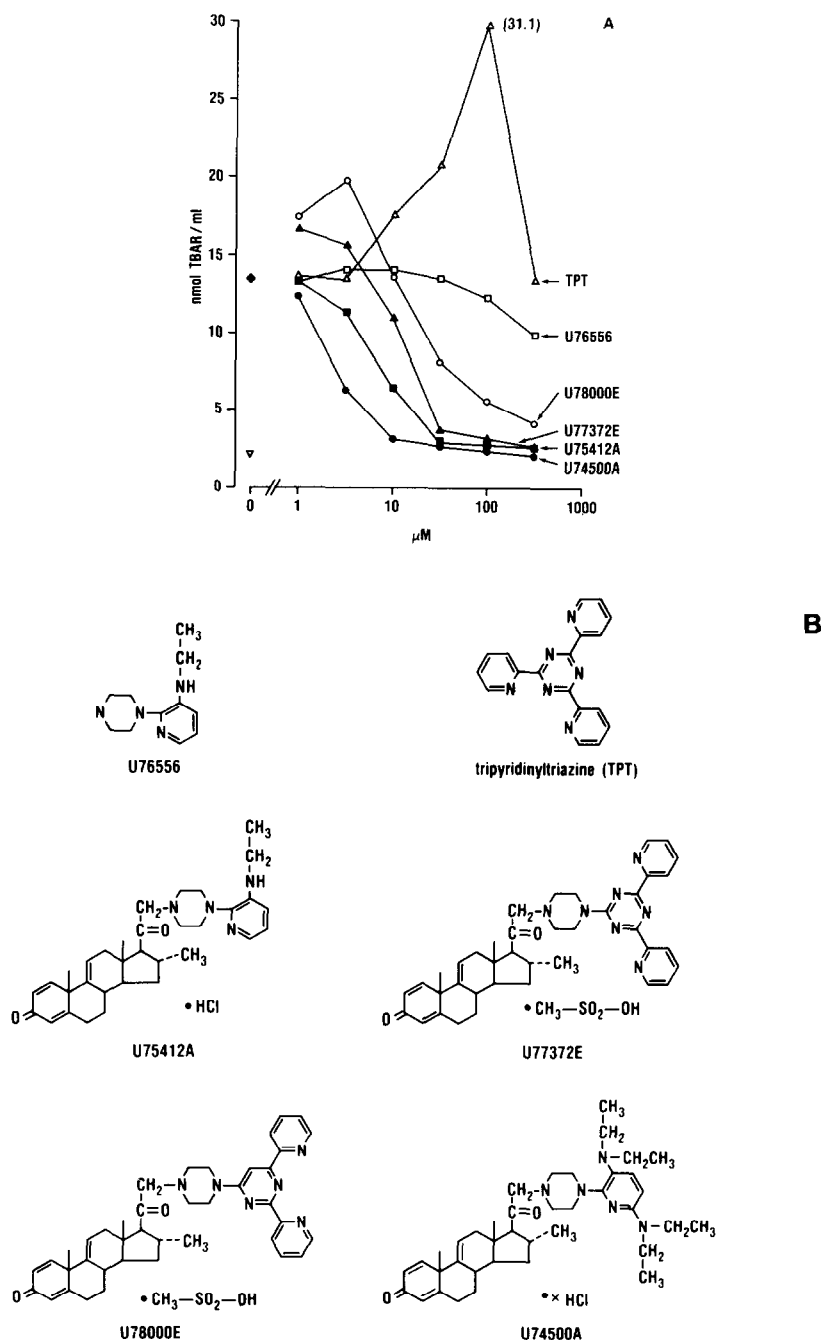 A
(31.1)
30
25
20
15
10
5
0
nmol TBAR / ml
TPT
U76556
U78000E
U77372E
U75412A
U74500A
0 1 10 100 1000
μM
B
CH3
CH2
NH
N N
N
U76556
N
N N
N N
N
tripyridinyltriazine (TPT)
CH3
CH2
NH
CH2-N N
N
C=O
CH3
O
• HCl
U75412A
N
N
CH2-N N N
N
C=O
N
CH3
O
• CH3-SO2-OH
U77372E
N
CH2-N N N
N
C=O
N
CH3
O
• CH3-SO2-OH
U78000E
CH3
CH2
N-CH2CH3
CH2-N N
N
C=O
N-CH2CH3
CH3
CH2
CH3
O
•x HCl
U74500A